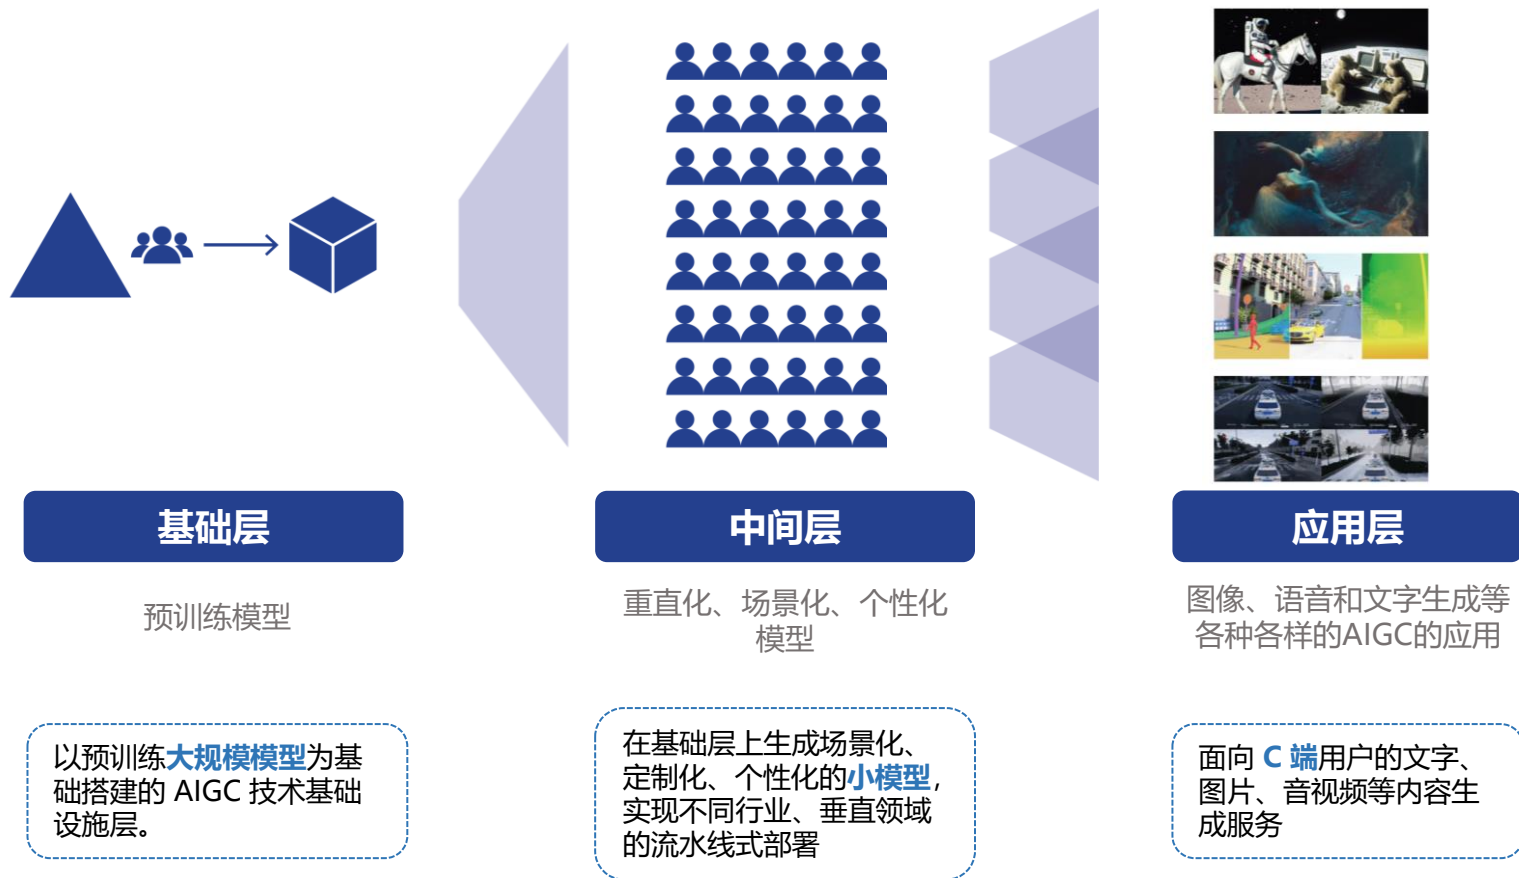 基础层
预训练模型
以预训练大规模模型为基
础搭建的 AIGC 技术基础
设施层。
中间层
重直化、场景化、个性化
模型
在基础层上生成场景化、
定制化、个性化的小模型，
实现不同行业、垂直领域
的流水线式部署
应用层
图像、语音和文字生成等
各种各样的AIGC的应用
面向 C 端用户的文字、
图片、音视频等内容生
成服务